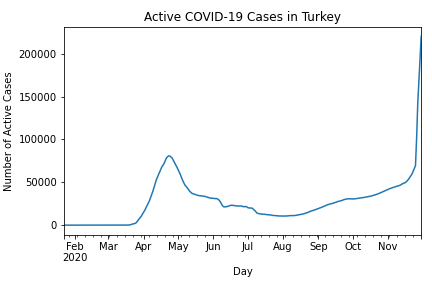 Active COVID-19 Cases in Turkey
Number of Active Cases
200000
150000
100000
50000
0
Feb Mar Apr May Jun Jul Aug Sep Oct Nov
2020
Day